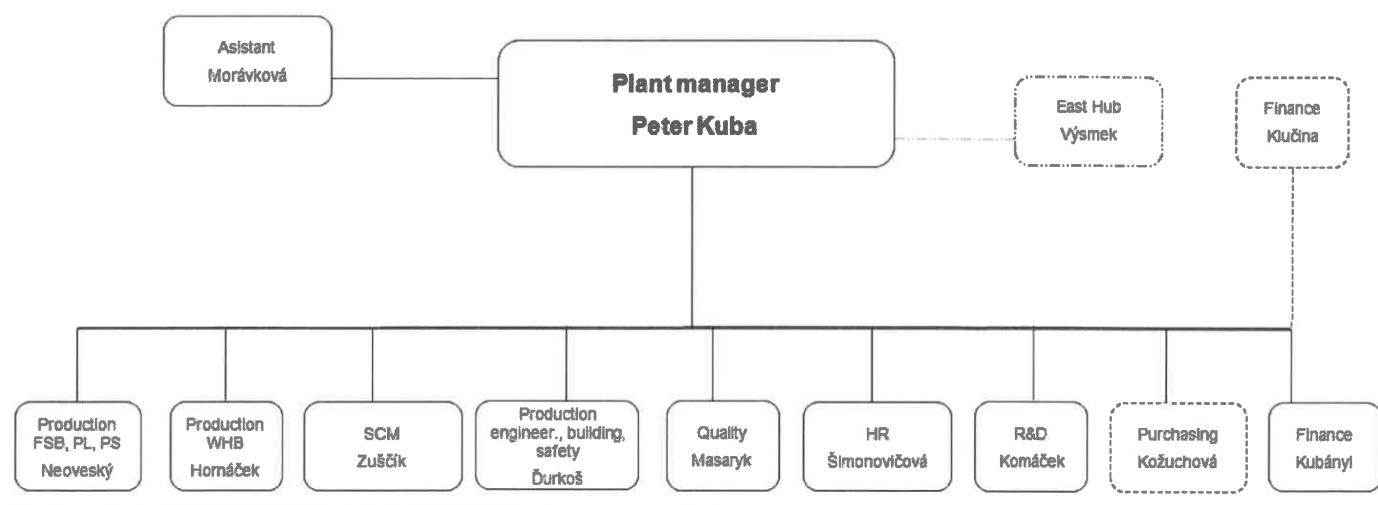 Asistant
Morávková
Plant manager
Peter Kuba
East Hub
Výsmek
Finance
Klučina
Production
FSB, PL, PS
Neoveský
Production
WHB
Hornáček
SCM
Zuščík
Production
engineer., building,
safety
Ďurkoš
Quality
Masaryk
HR
Šimonovičová
R&D
Komáček
Purchasing
Kožuchová
Finance
Kubányi